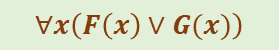 ∀x(F(x) ∨ G(x))